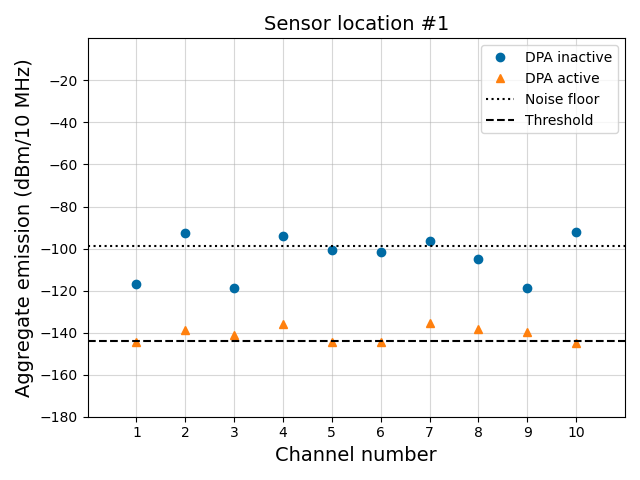 Sensor location #1
DPA inactive
DPA active
Noise floor
Threshold
Aggregate emission (dBm/10 MHz)
−20
−40
−60
−80
−100
−120
−140
−160
−180
1 2 3 4 5 6 7 8 9 10
Channel number